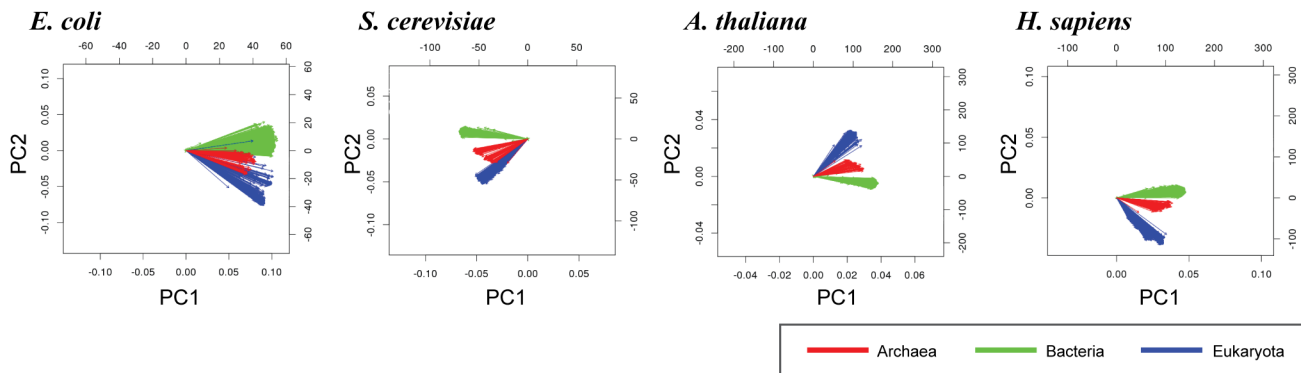 E. coli
S. cerevisiae
A. thaliana
H. sapiens
-60 -40 -20 0 20 40 60
-100 -50 0 50
-200 -100 0 100 200 300
-100 0 100 200 300
PC2
0.10
0.05
0.00
-0.05
-0.10
60
40
20
0
-20
-40
-60
-0.10 -0.05 0.00 0.05 0.10
PC1
PC2
0.05
0.00
-0.05
-0.10
50
0
-50
-100
-0.15 -0.10 -0.05 0.00 0.05
PC1
PC2
0.04
0.00
-0.04
300
200
100
0
-100
-200
-0.04 -0.02 0.00 0.02 0.04 0.06
PC1
PC2
0.10
0.05
0.00
300
200
100
0
-100
0.00 0.05 0.10
PC1
Archaea
Bacteria
Eukaryota